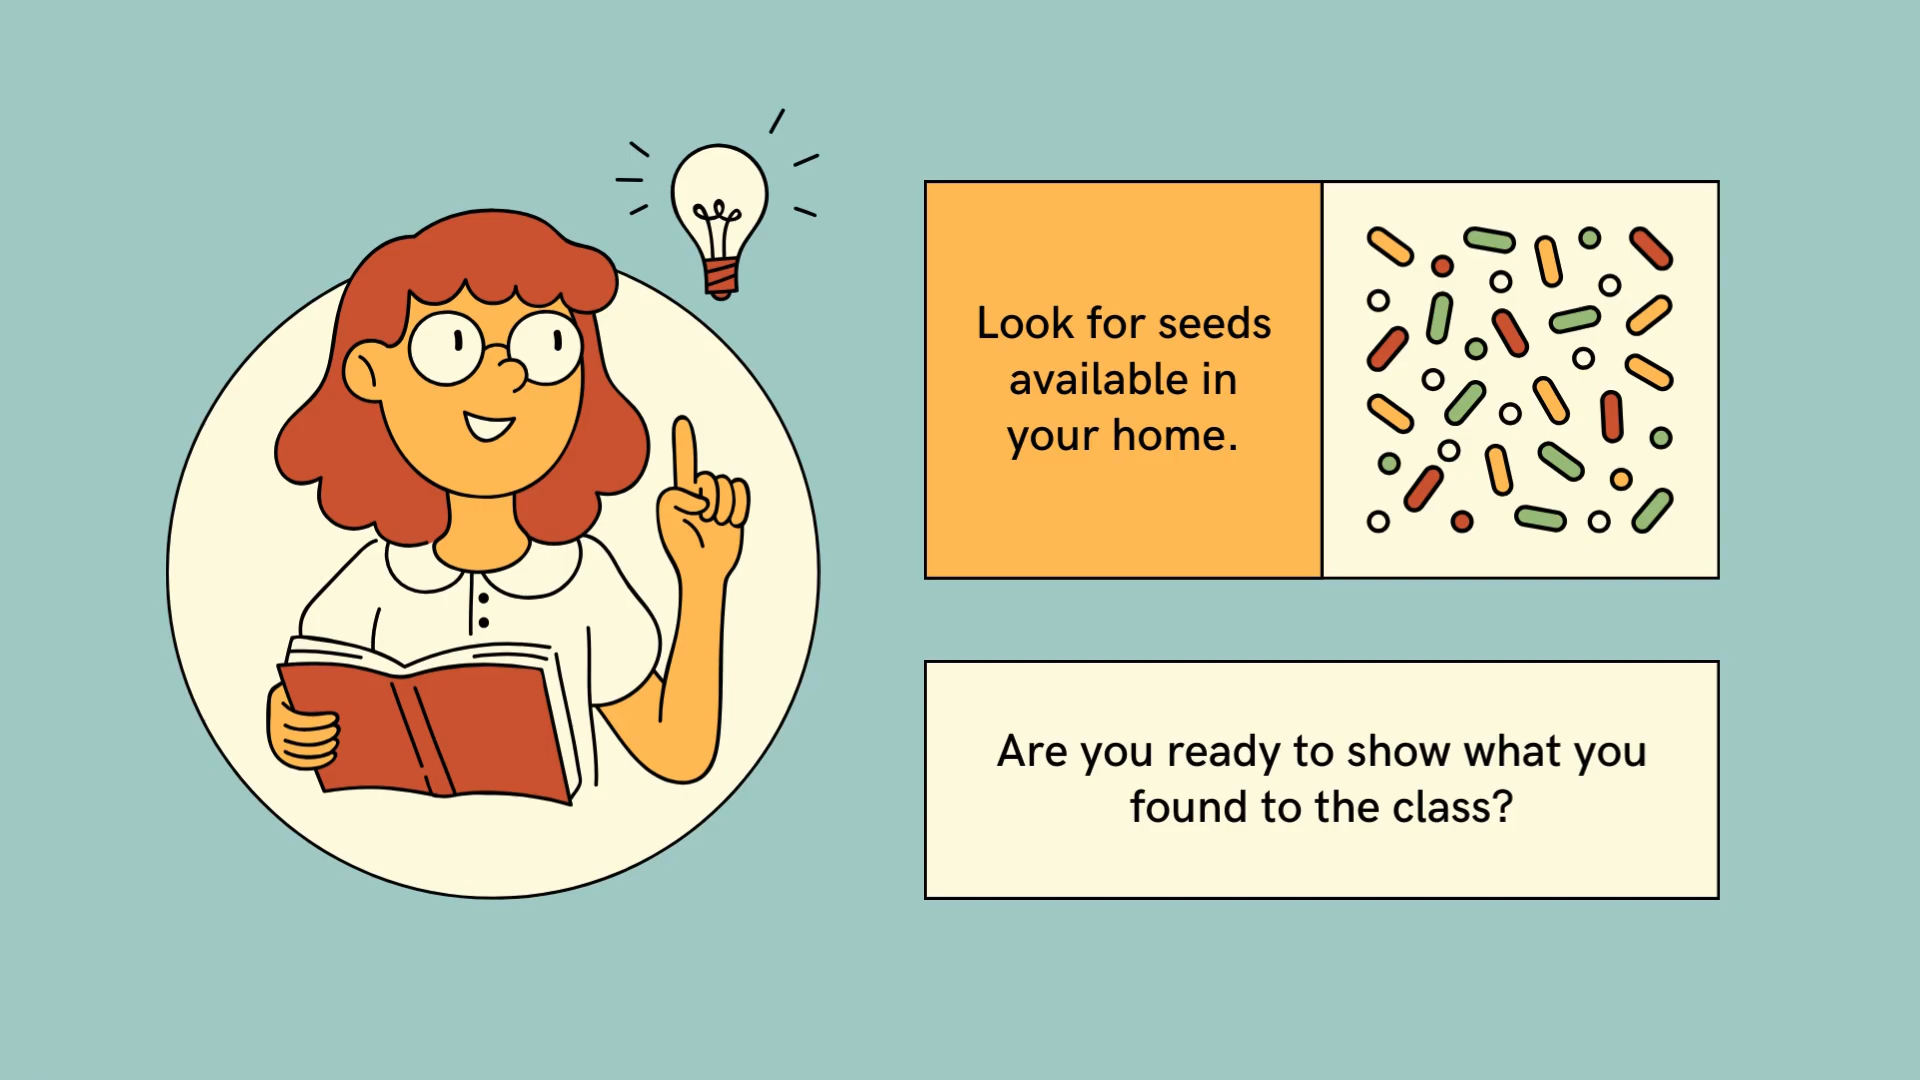 Look for seeds
available in
your home.
Are you ready to show what you
found to the class?